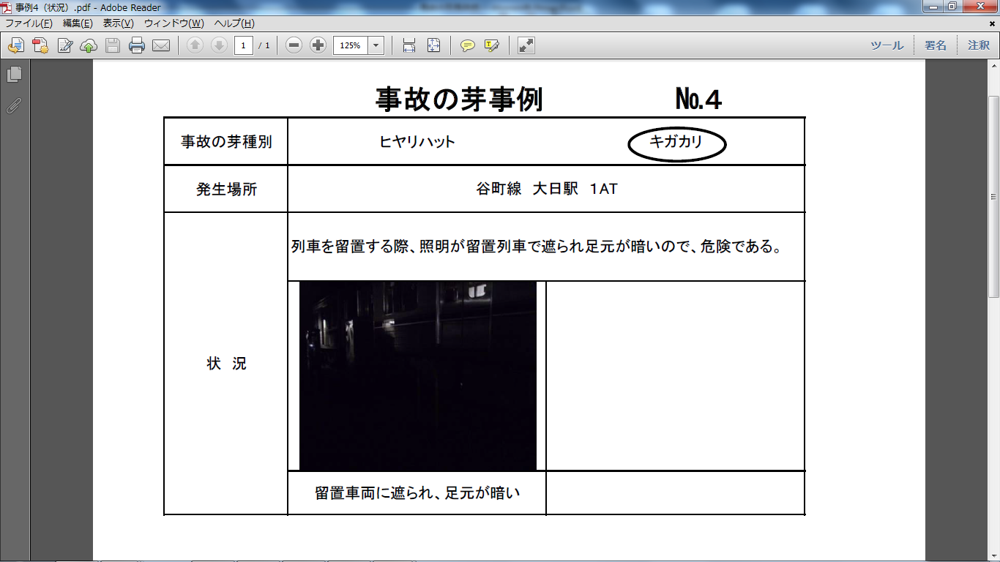 事例4（状況）.pdf - Adobe Reader
ファイル(F) 編集(E) 表示(V) ウィンドウ(W) ヘルプ(H)
1 / 1 125% ツール 署名 注釈
事故の芽事例 №.4
事故の芽種別 ヒヤリハット キガカリ
発生場所 谷町線 大日駅 1AT
列車を留置する際、照明が留置列車で遮られ足元が暗いので、危険である。
状 況
留置車両に遮られ、足元が暗い